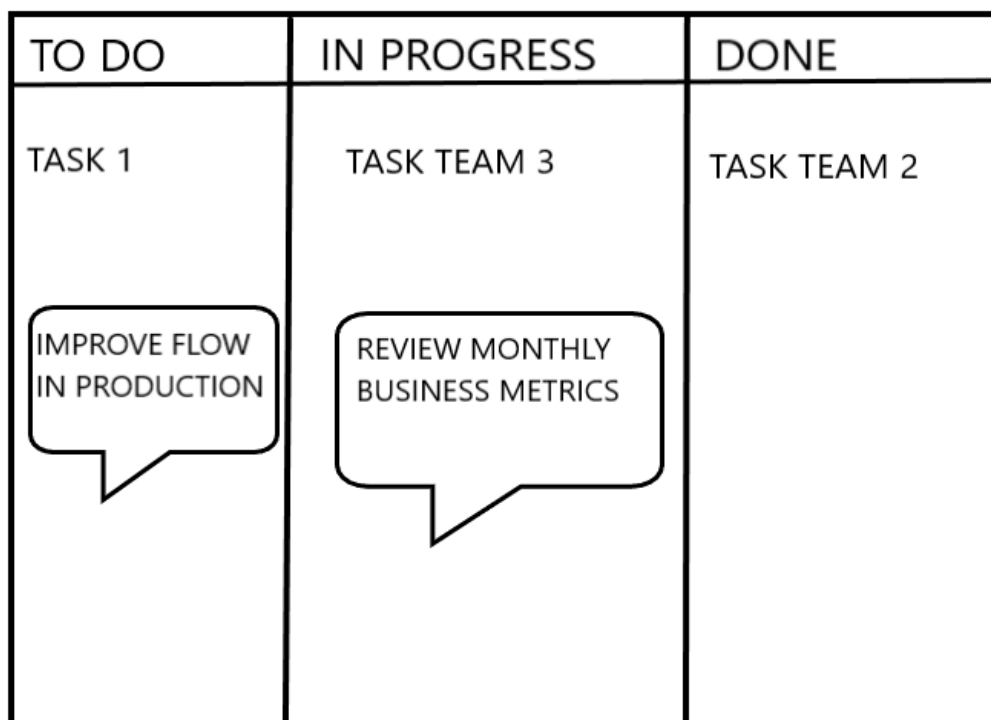 TO DO
IN PROGRESS
DONE
TASK 1
TASK TEAM 3
TASK TEAM 2
IMPROVE FLOW
IN PRODUCTION
REVIEW MONTHLY
BUSINESS METRICS